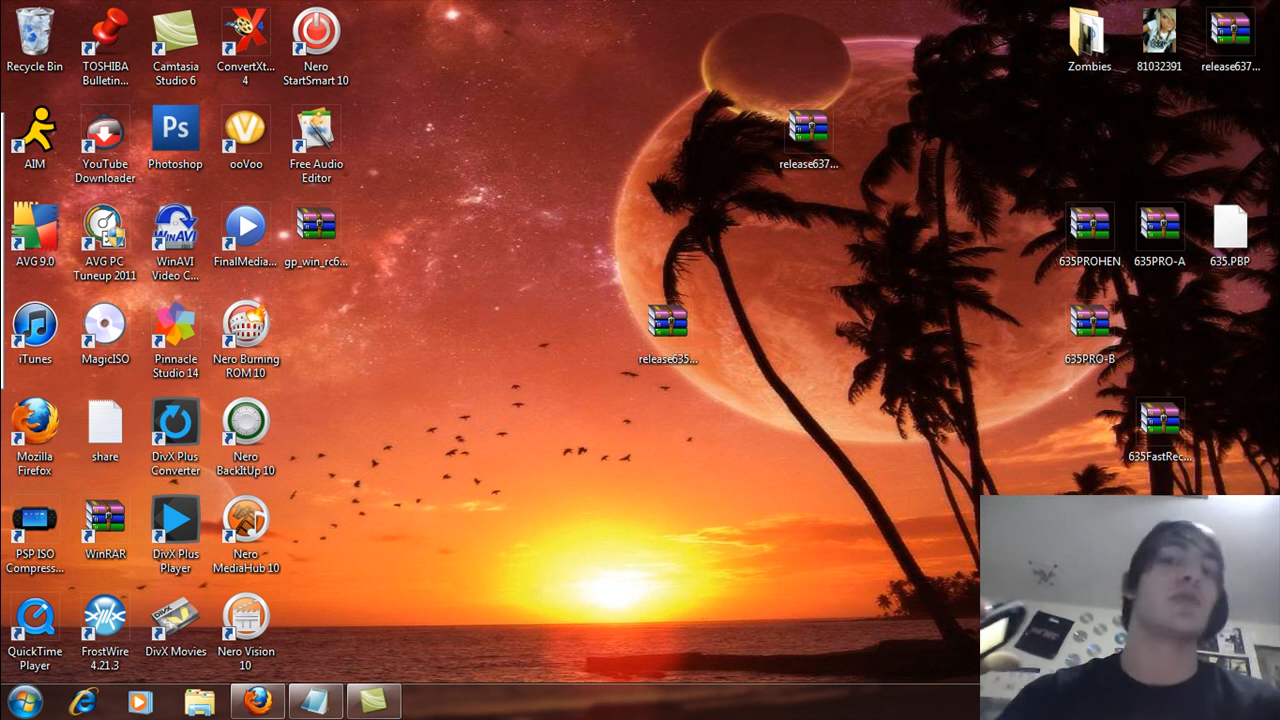 Recycle Bin
TOSHIBA
Bulletin...
Camtasia
Studio 6
ConvertXt...
4
Nero
StartSmart 10
Zombies
81032391
release637...
AIM
YouTube
Downloader
Ps
Photoshop
ooVoo
Free Audio
Editor
release637...
AVG 9.0
AVG PC
Tuneup 2011
WinAVI
WinAVI
Video C...
FinalMedia...
gp_win_rc6...
635PROHEN
635PRO-A
635.PBP
iTunes
MagicISO
Pinnacle
Studio 14
Nero Burning
ROM 10
release635...
635PRO-B
Mozilla
Firefox
share
DivX Plus
Converter
Nero
BackItUp 10
635FastRec...
PSP ISO
Compress...
WinRAR
DivX Plus
Player
Nero
MediaHub 10
QuickTime
Player
FrostWire
4.21.3
DivX
DivX Movies
Nero Vision
10